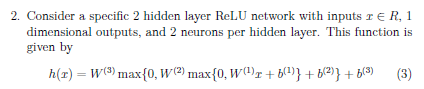 2. Consider a specific 2 hidden layer ReLU network with inputs x ∈ R, 1
dimensional outputs, and 2 neurons per hidden layer. This function is
given by
h(x) = W⁽³⁾ max{0, W⁽²⁾ max{0, W⁽¹⁾x + b⁽¹⁾} + b⁽²⁾} + b⁽³⁾ (3)